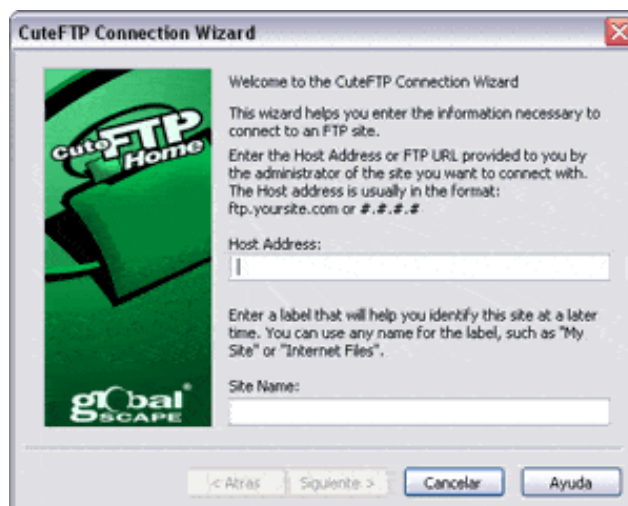 CuteFTP Connection Wizard
Welcome to the CuteFTP Connection Wizard
This wizard helps you enter the information necessary to
connect to an FTP site.
Enter the Host Address or FTP URL provided to you by
the administrator of the site you want to connect with.
The Host address is usually in the format:
ftp.yoursite.com or #.#.#.#
cuteFTP
Home
Host Address:
Enter a label that will help you identify this site at a later
time. You can use any name for the label, such as "My
Site" or "Internet Files".
Site Name:
globalSCAPE
< Atras
Siguiente >
Cancelar
Ayuda